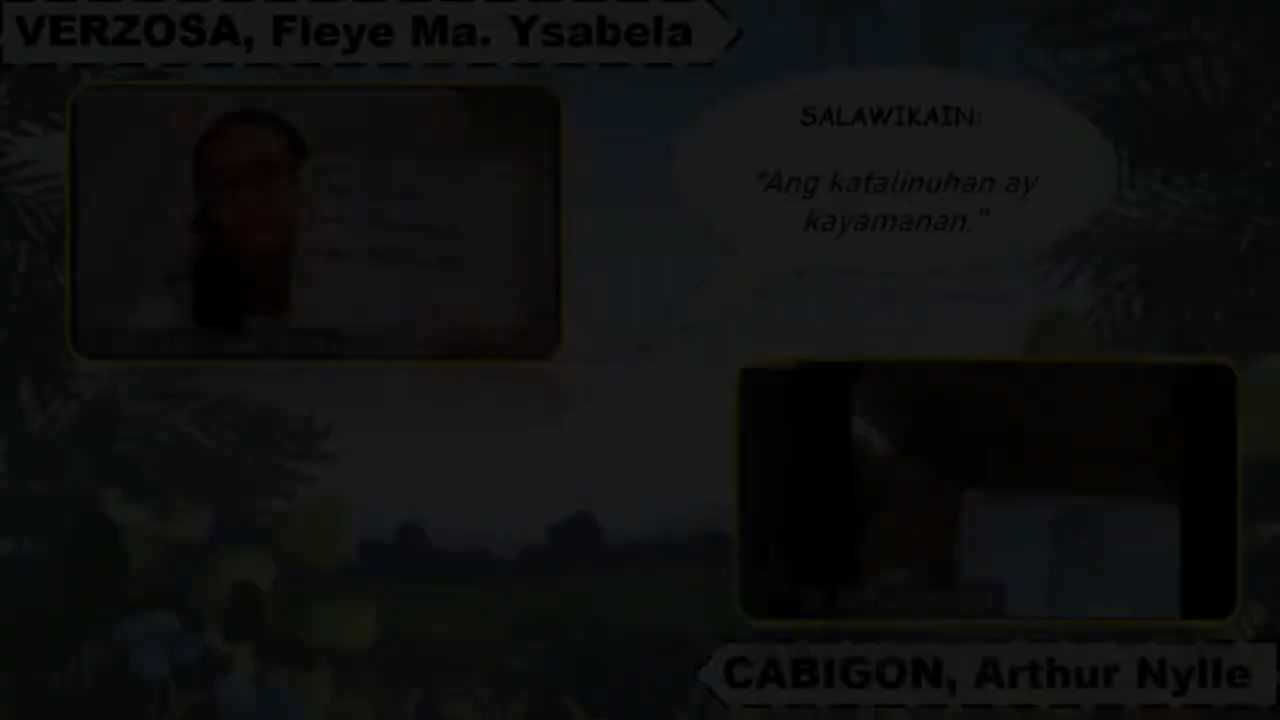 VERZOSA, Fleye Ma. Ysabela
SALAWIKAIN:
"Ang katalinuhan ay
kayamanan."
CABIGON, Arthur Nylle